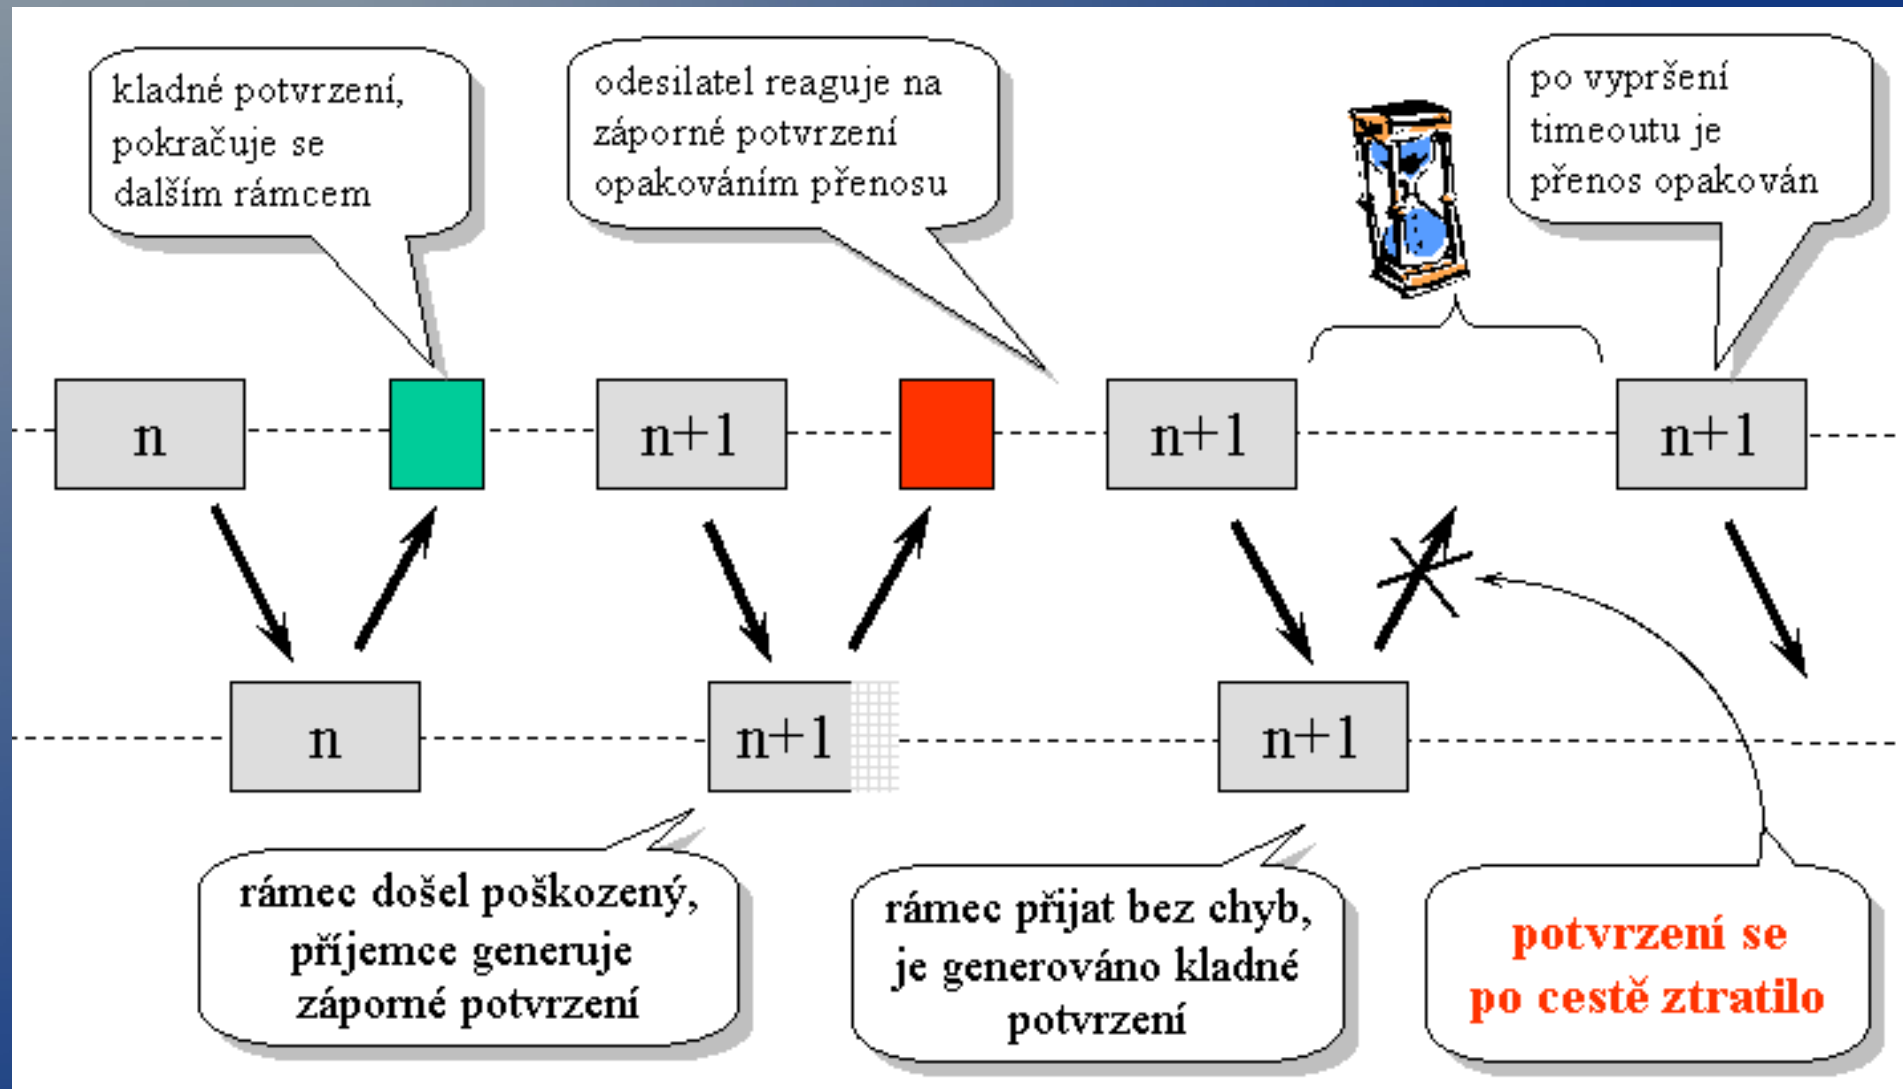 kladné potvrzení,
pokračuje se
dalším rámcem
odesilatel reaguje na
záporné potvrzení
opakováním přenosu
po vypršení
timeoutu je
přenos opakován
n
n+1
n+1
n+1
n
n+1
n+1
rámec došel poškozený,
příjemce generuje
záporné potvrzení
rámec přijat bez chyb,
je generováno kladné
potvrzení
potvrzení se
po cestě ztratilo